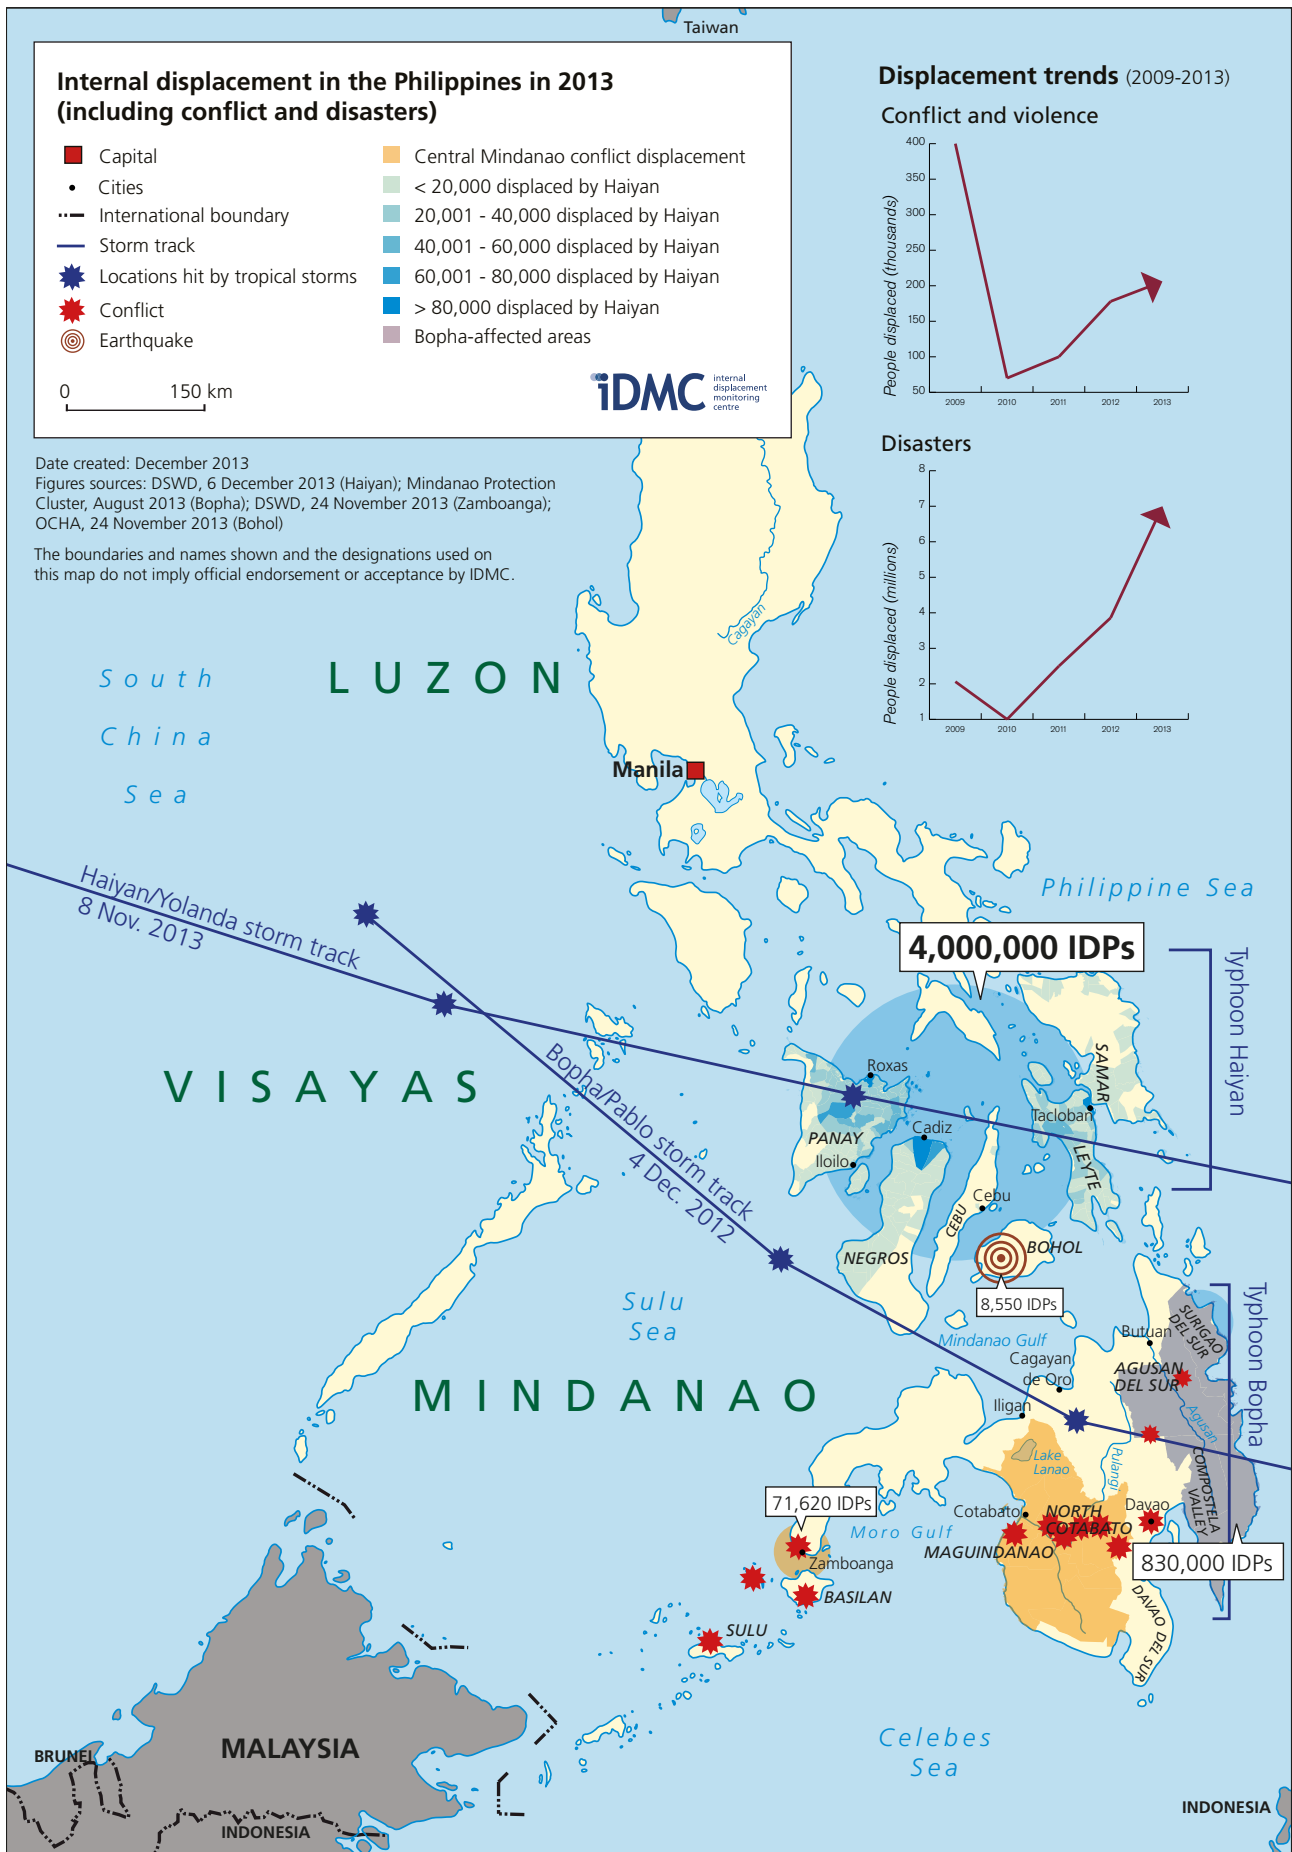 Taiwan
Internal displacement in the Philippines in 2013
(including conflict and disasters)
Capital
Cities
International boundary
Storm track
Locations hit by tropical storms
Conflict
Earthquake
Central Mindanao conflict displacement
< 20,000 displaced by Haiyan
20,001 - 40,000 displaced by Haiyan
40,001 - 60,000 displaced by Haiyan
60,001 - 80,000 displaced by Haiyan
> 80,000 displaced by Haiyan
Bopha-affected areas
0 150 km
iDMC
internal
displacement
monitoring
centre
Date created: December 2013
Figures sources: DSWD, 6 December 2013 (Haiyan); Mindanao Protection
Cluster, August 2013 (Bopha); DSWD, 24 November 2013 (Zamboanga);
OCHA, 24 November 2013 (Bohol)
The boundaries and names shown and the designations used on
this map do not imply official endorsement or acceptance by IDMC.
Displacement trends (2009-2013)
Conflict and violence
People displaced (thousands)
400
350
300
250
200
150
100
50
2009 2010 2011 2012 2013
Disasters
People displaced (millions)
8
7
6
5
4
3
2
1
2009 2010 2011 2012 2013
Cagayan
LUZON
South
China
Sea
Manila
Philippine Sea
Haiyan/Yolanda storm track
8 Nov. 2013
4,000,000 IDPs
Typhoon Haiyan
VISAYAS
Bopha/Pablo storm track
4 Dec. 2012
Roxas
SAMAR
Tacloban
Cadiz
PANAY
Iloilo
LEYTE
Cebu
CEBU
NEGROS
BOHOL
8,550 IDPs
Sulu
Sea
Mindanao Gulf
Typhoon Bopha
SURIGAO
DEL SUR
Butuan
Cagayan
de Oro
AGUSAN
DEL SUR
MINDANAO
Iligan
Agusan
Lake
Lanao
Pulangi
COMPOSTELA
VALLEY
71,620 IDPs
Moro Gulf
Cotabato
NORTH
COTABATO
Davao
MAGUINDANAO
830,000 IDPs
Zamboanga
BASILAN
DAVAO DEL SUR
SULU
Celebes
Sea
MALAYSIA
BRUNEI
INDONESIA
INDONESIA